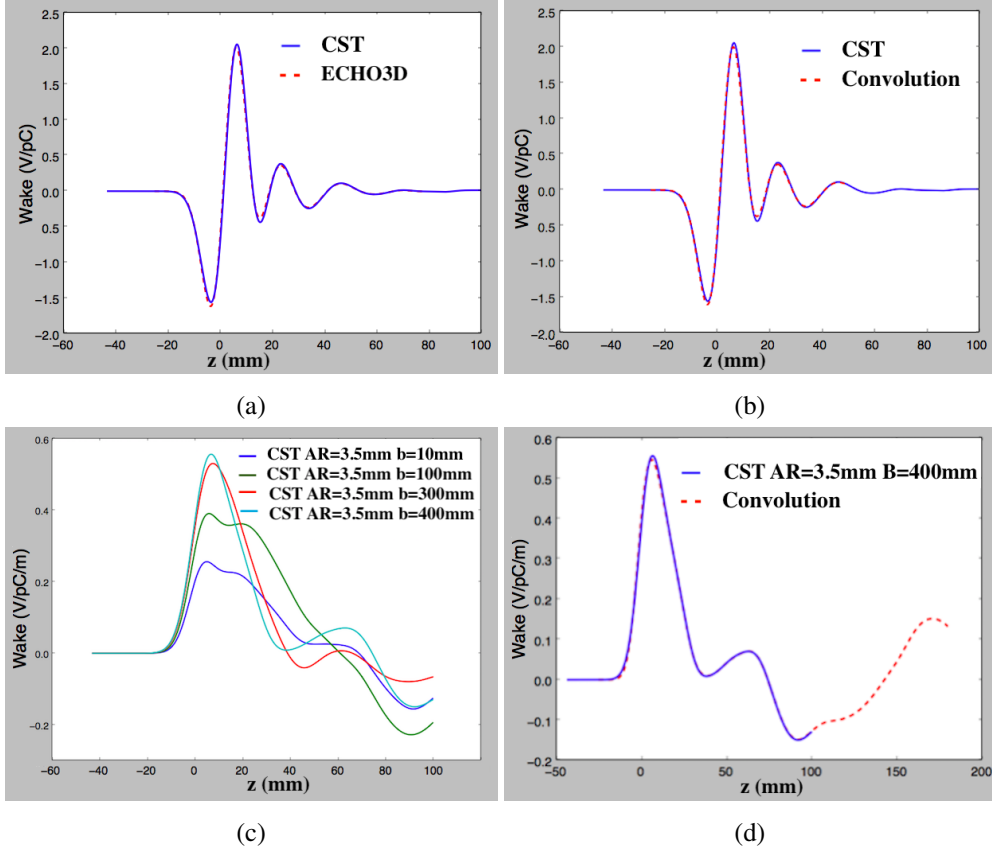 2.5
2.0
1.5
1.0
0.5
0.0
0.5
−1.0
−1.5
−2.0
Wake (V/pC)
CST
ECHO3D
−60 −40 −20 0 20 40 60 80 100
z (mm)
(a)
2.5
2.0
1.5
1.0
0.5
0.0
0.5
−1.0
−1.5
−2.0
Wake (V/pC)
CST
Convolution
−60 −40 −20 0 20 40 60 80 100
z (mm)
(b)
0.6
0.4
0.2
0.0
−0.2
Wake (V/pC/m)
CST AR=3.5mm b=10mm
CST AR=3.5mm b=100mm
CST AR=3.5mm b=300mm
CST AR=3.5mm b=400mm
−60 −40 −20 0 20 40 60 80 100
z (mm)
(c)
0.6
0.5
0.4
0.3
0.2
0.1
0.0
−0.1
−0.2
Wake (V/pC/m)
CST AR=3.5mm B=400mm
Convolution
−50 0 50 100 150 200
z (mm)
(d)